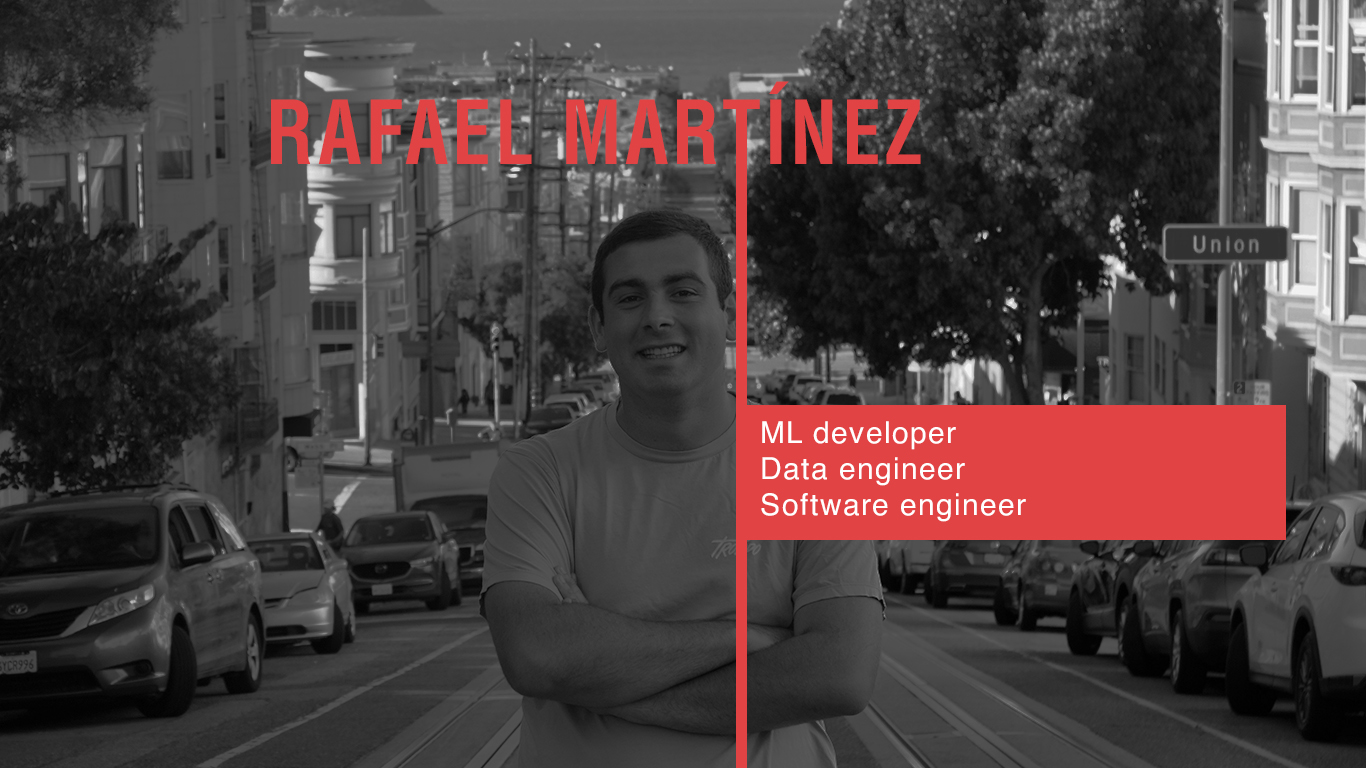 RAFAEL MARTÍNEZ
Union
ML developer
Data engineer
Software engineer